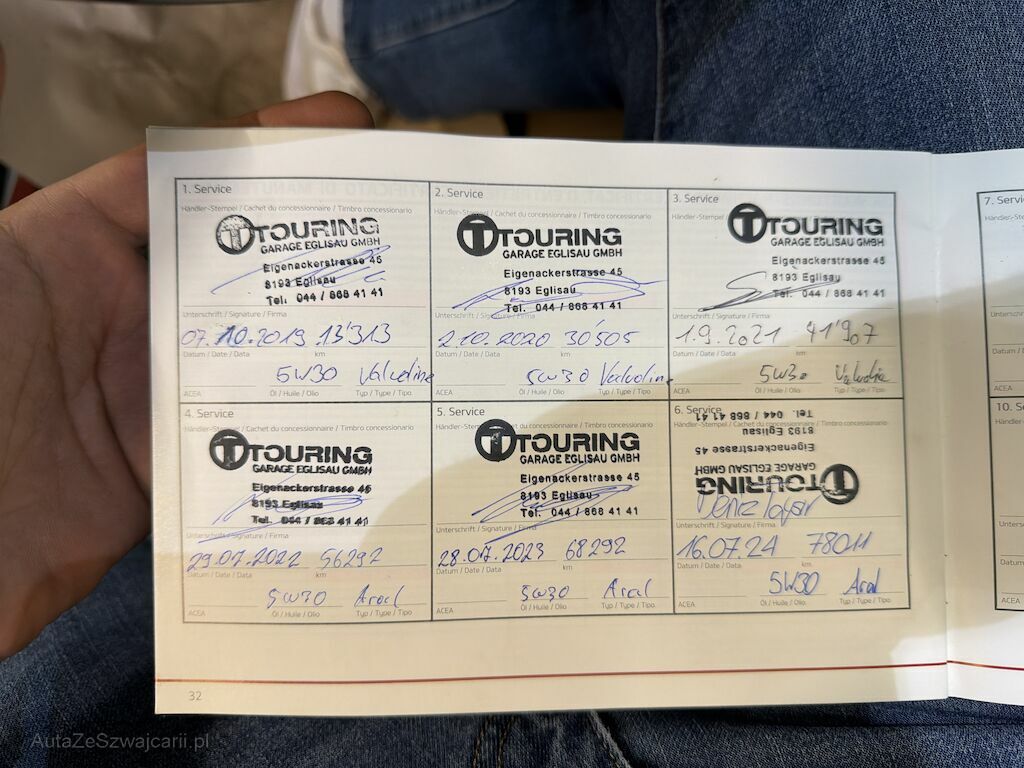 1. Service
Händler-Stempel / Cachet du concessionnaire / Timbro concessionario
TOURING
GARAGE EGLISAU GMBH
Eigenackerstrasse 45
8193 Eglisau
Tel. 044 / 868 41 41
Unterschrift / Signature / Firma
07.10.2019 13'313
Datum / Date / Data km
5W30 Valvoline
ACEA Öl / Huile / Olio Typ / Type / Tipo
2. Service
Händler-Stempel / Cachet du concessionnaire / Timbro concessionario
TOURING
GARAGE EGLISAU GMBH
Eigenackerstrasse 45
8193 Eglisau
Tel. 044 / 868 41 41
Unterschrift / Signature / Firma
2.10.2020 30'505
Datum / Date / Data km
5W30 Valvoline
ACEA Öl / Huile / Olio Typ / Type / Tipo
3. Service
Händler-Stempel
TOURING
GARAGE EGLISAU GMBH
Eigenackerstrasse 45
8193 Eglisau
Tel. 044 / 868 41 41
Unterschrift / Signature / Firma
1.9.2021 41'907
Datum / Date / Data km
5W30 Valvoline
ACEA Öl / Huile / Olio Typ / Type / Tipo
4. Service
Händler-Stempel / Cachet du concessionnaire / Timbro concessionario
TOURING
GARAGE EGLISAU GMBH
Eigenackerstrasse 45
8193 Eglisau
Tel. 044 / 868 41 41
Unterschrift / Signature / Firma
29.07.2022 56292
Datum / Date / Data km
5W30 Aral
ACEA Öl / Huile / Olio Typ / Type / Tipo
5. Service
Händler-Stempel du concessionnaire / Timbro concessionario
TOURING
GARAGE EGLISAU GMBH
Eigenackerstrasse 45
8193 Eglisau
Tel. 044 / 868 41 41
Unterschrift / Signature / Firma
28.07.2023 68292
Datum / Date / Data km
5W30 Aral
ACEA Öl / Huile / Olio Typ / Type / Tipo
6. Service
Händler-Stempel / Cachet du concessionnaire / Timbro concessionario
TOURING
GARAGE EGLISAU GMBH
Eigenackerstrasse 45
8193 Eglisau
Tel. 044 / 868 41 41
Unterschrift / Signature / Firma
16.07.24 78011
Datum / Date / Data km
5W30 Aral
ACEA Öl / Huile / Olio Typ / Type / Tipo
32
7. Servi
Datum / D
ACEA
10. S
ACEA
AutaZeSzwajcarii.pl